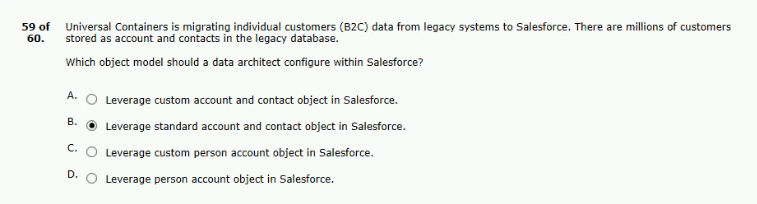 59 of Universal Containers is migrating individual customers (B2C) data from legacy systems to Salesforce. There are millions of customers
60. stored as account and contacts in the legacy database.
Which object model should a data architect configure within Salesforce?
A. Leverage custom account and contact object in Salesforce.
B. Leverage standard account and contact object in Salesforce.
C. Leverage custom person account object in Salesforce.
D. Leverage person account object in Salesforce.